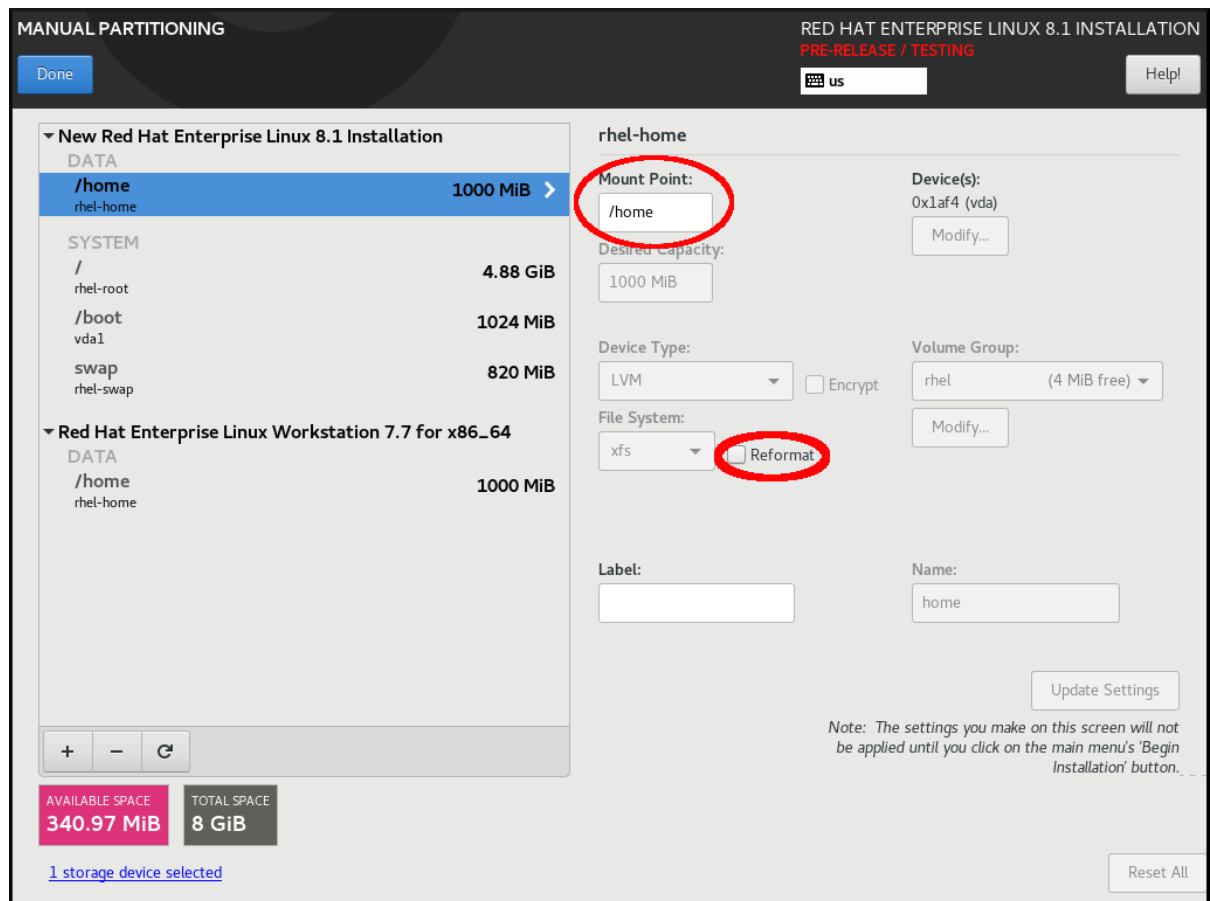 MANUAL PARTITIONING
RED HAT ENTERPRISE LINUX 8.1 INSTALLATION
PRE-RELEASE / TESTING
Done
us
Help!
New Red Hat Enterprise Linux 8.1 Installation
DATA
/home 1000 MiB
rhel-home
SYSTEM
/ 4.88 GiB
rhel-root
/boot 1024 MiB
vda1
swap 820 MiB
rhel-swap
Red Hat Enterprise Linux Workstation 7.7 for x86_64
DATA
/home 1000 MiB
rhel-home
+ −
AVAILABLE SPACE
340.97 MiB
TOTAL SPACE
8 GiB
1 storage device selected
rhel-home
Mount Point:
/home
Device(s):
0x1af4 (vda)
Modify...
Desired Capacity:
1000 MiB
Device Type:
LVM
Encrypt
Volume Group:
rhel (4 MiB free)
Modify...
File System:
xfs
Reformat
Label:
Name:
home
Update Settings
Note: The settings you make on this screen will not
be applied until you click on the main menu's 'Begin
Installation' button.
Reset All